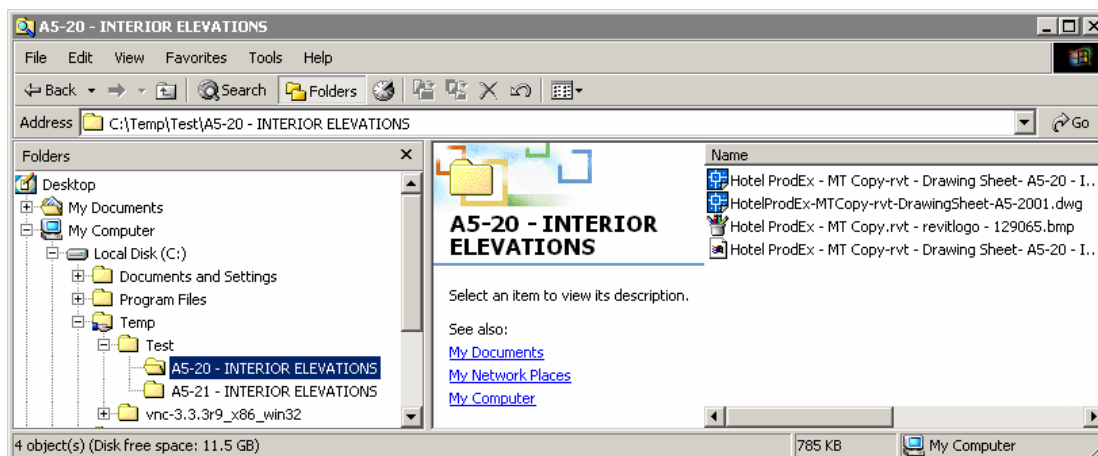 A5-20 - INTERIOR ELEVATIONS
File Edit View Favorites Tools Help
Back Search Folders
Address C:\Temp\Test\A5-20 - INTERIOR ELEVATIONS Go
Folders
Desktop
My Documents
My Computer
Local Disk (C:)
Documents and Settings
Program Files
Temp
Test
A5-20 - INTERIOR ELEVATIONS
A5-21 - INTERIOR ELEVATIONS
vnc-3.3.3r9_x86_win32
A5-20 - INTERIOR
ELEVATIONS
Select an item to view its description.
See also:
My Documents
My Network Places
My Computer
Name
Hotel ProdEx - MT Copy-rvt - Drawing Sheet- A5-20 - I...
HotelProdEx-MTCopy-rvt-DrawingSheet-A5-2001.dwg
Hotel ProdEx - MT Copy.rvt - revitlogo - 129065.bmp
Hotel ProdEx - MT Copy-rvt - Drawing Sheet- A5-20 - I...
4 object(s) (Disk free space: 11.5 GB) 785 KB My Computer